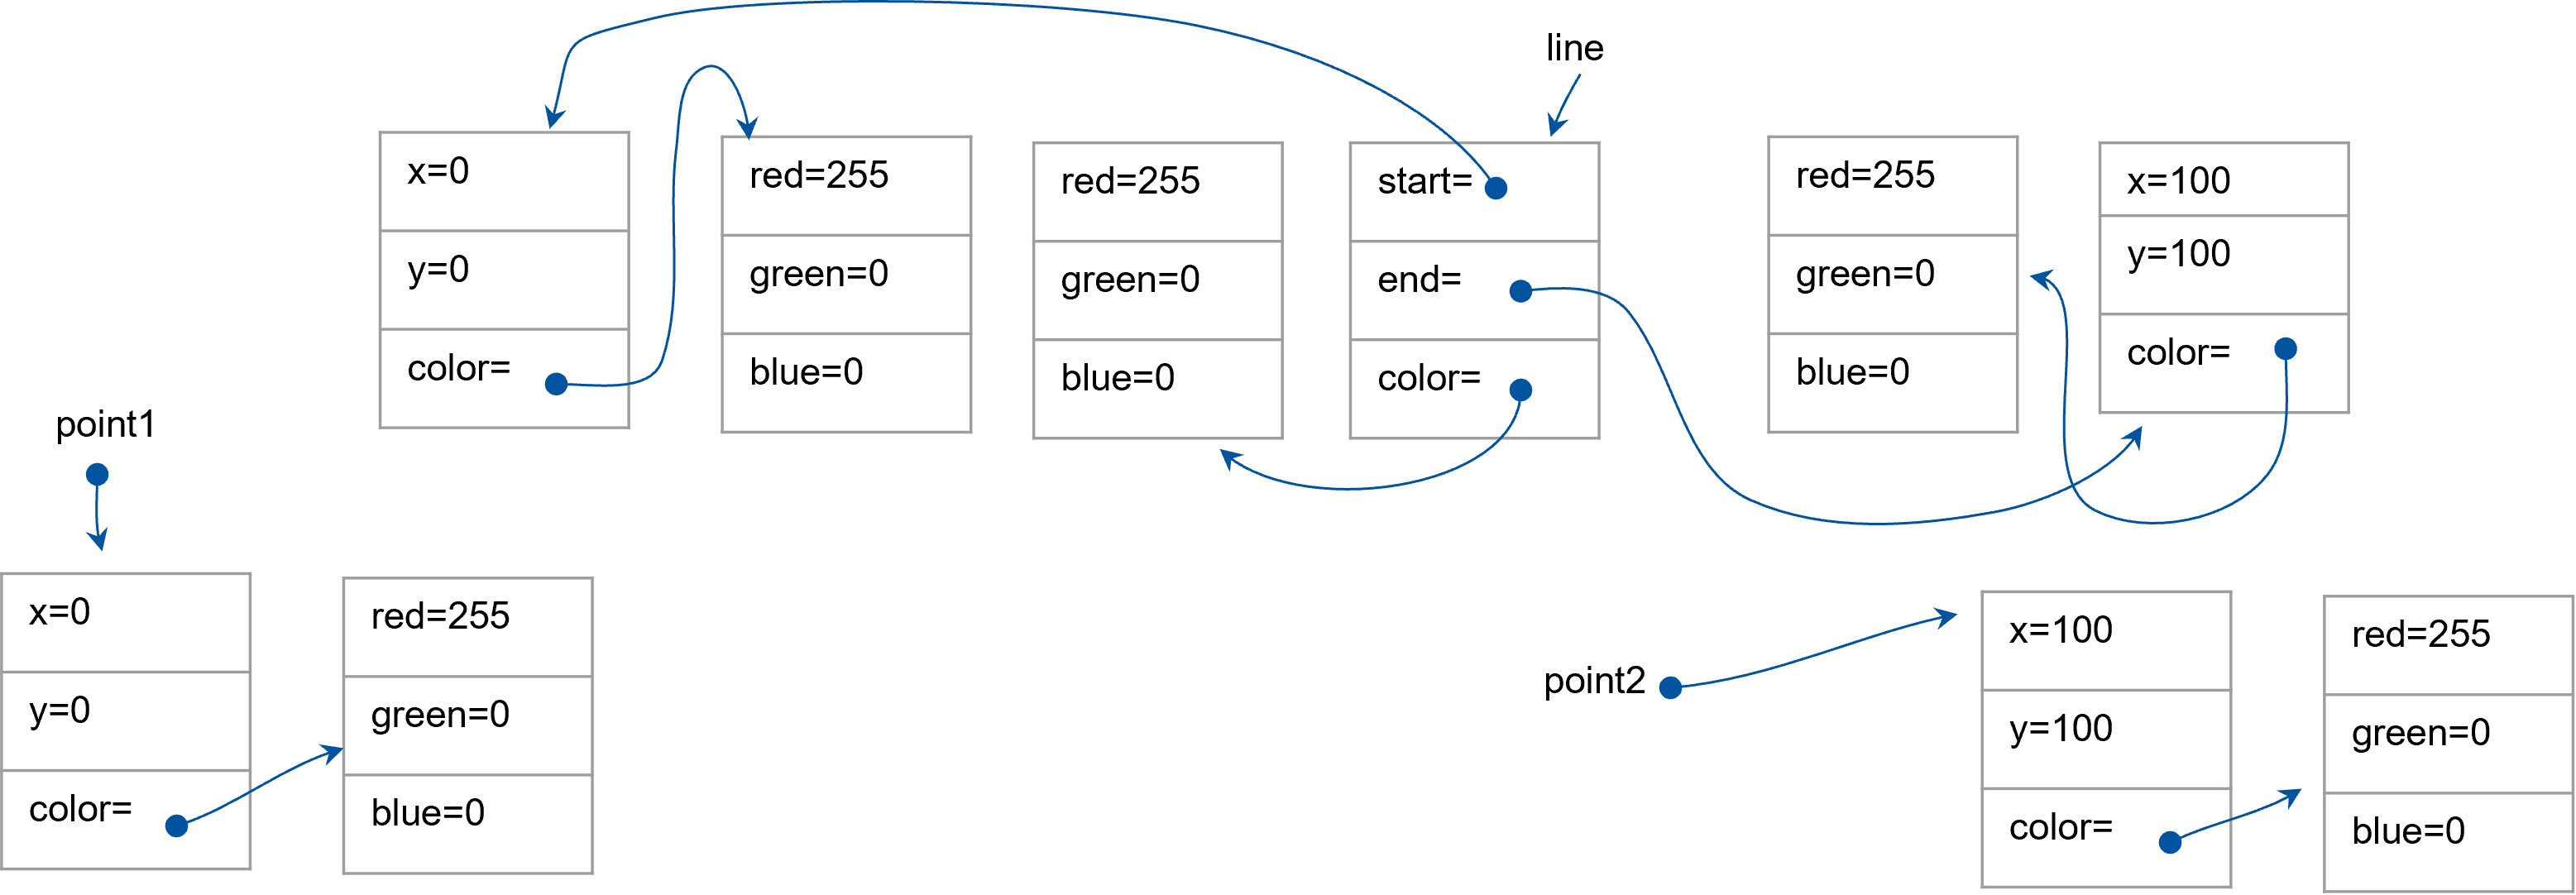 line
x=0
y=0
color=
red=255
green=0
blue=0
red=255
green=0
blue=0
start=
end=
color=
red=255
green=0
blue=0
x=100
y=100
color=
point1
x=0
y=0
color=
red=255
green=0
blue=0
point2
x=100
y=100
color=
red=255
green=0
blue=0